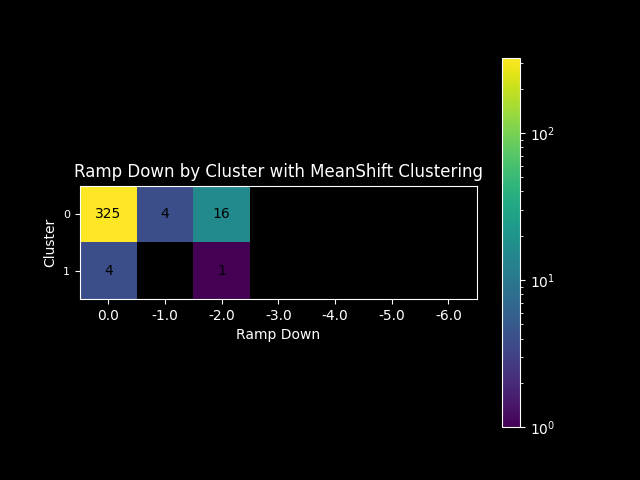 Ramp Down by Cluster with MeanShift Clustering
Cluster
0
325 4 16
1
4 1
0.0 -1.0 -2.0 -3.0 -4.0 -5.0 -6.0
Ramp Down
10²
10¹
10⁰